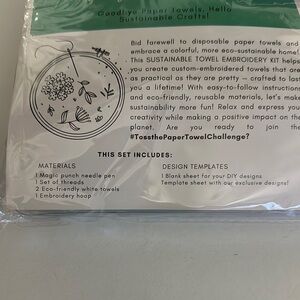 Goodbye Paper Towels, Hello
Sustainable Crafts!
Bid farewell to disposable paper towels and
embrace a colorful, more eco-sustainable home!
This SUSTAINABLE TOWEL EMBROIDERY KIT helps
you create custom-embroidered towels that are
as practical as they are pretty – crafted to last
you a lifetime! With easy-to-follow instructions
and eco-friendly, reusable materials, let's make
sustainability more fun! Relax and express your
creativity while making a positive impact on the
planet. Are you ready to join the
#TossthePaperTowelChallenge?
THIS SET INCLUDES:
MATERIALS
1 Magic punch needle pen
1 Set of threads
2 Eco-friendly white towels
1 Embroidery hoop
DESIGN TEMPLATES
1 Blank sheet for your DIY designs
Template sheet with our exclusive designs!